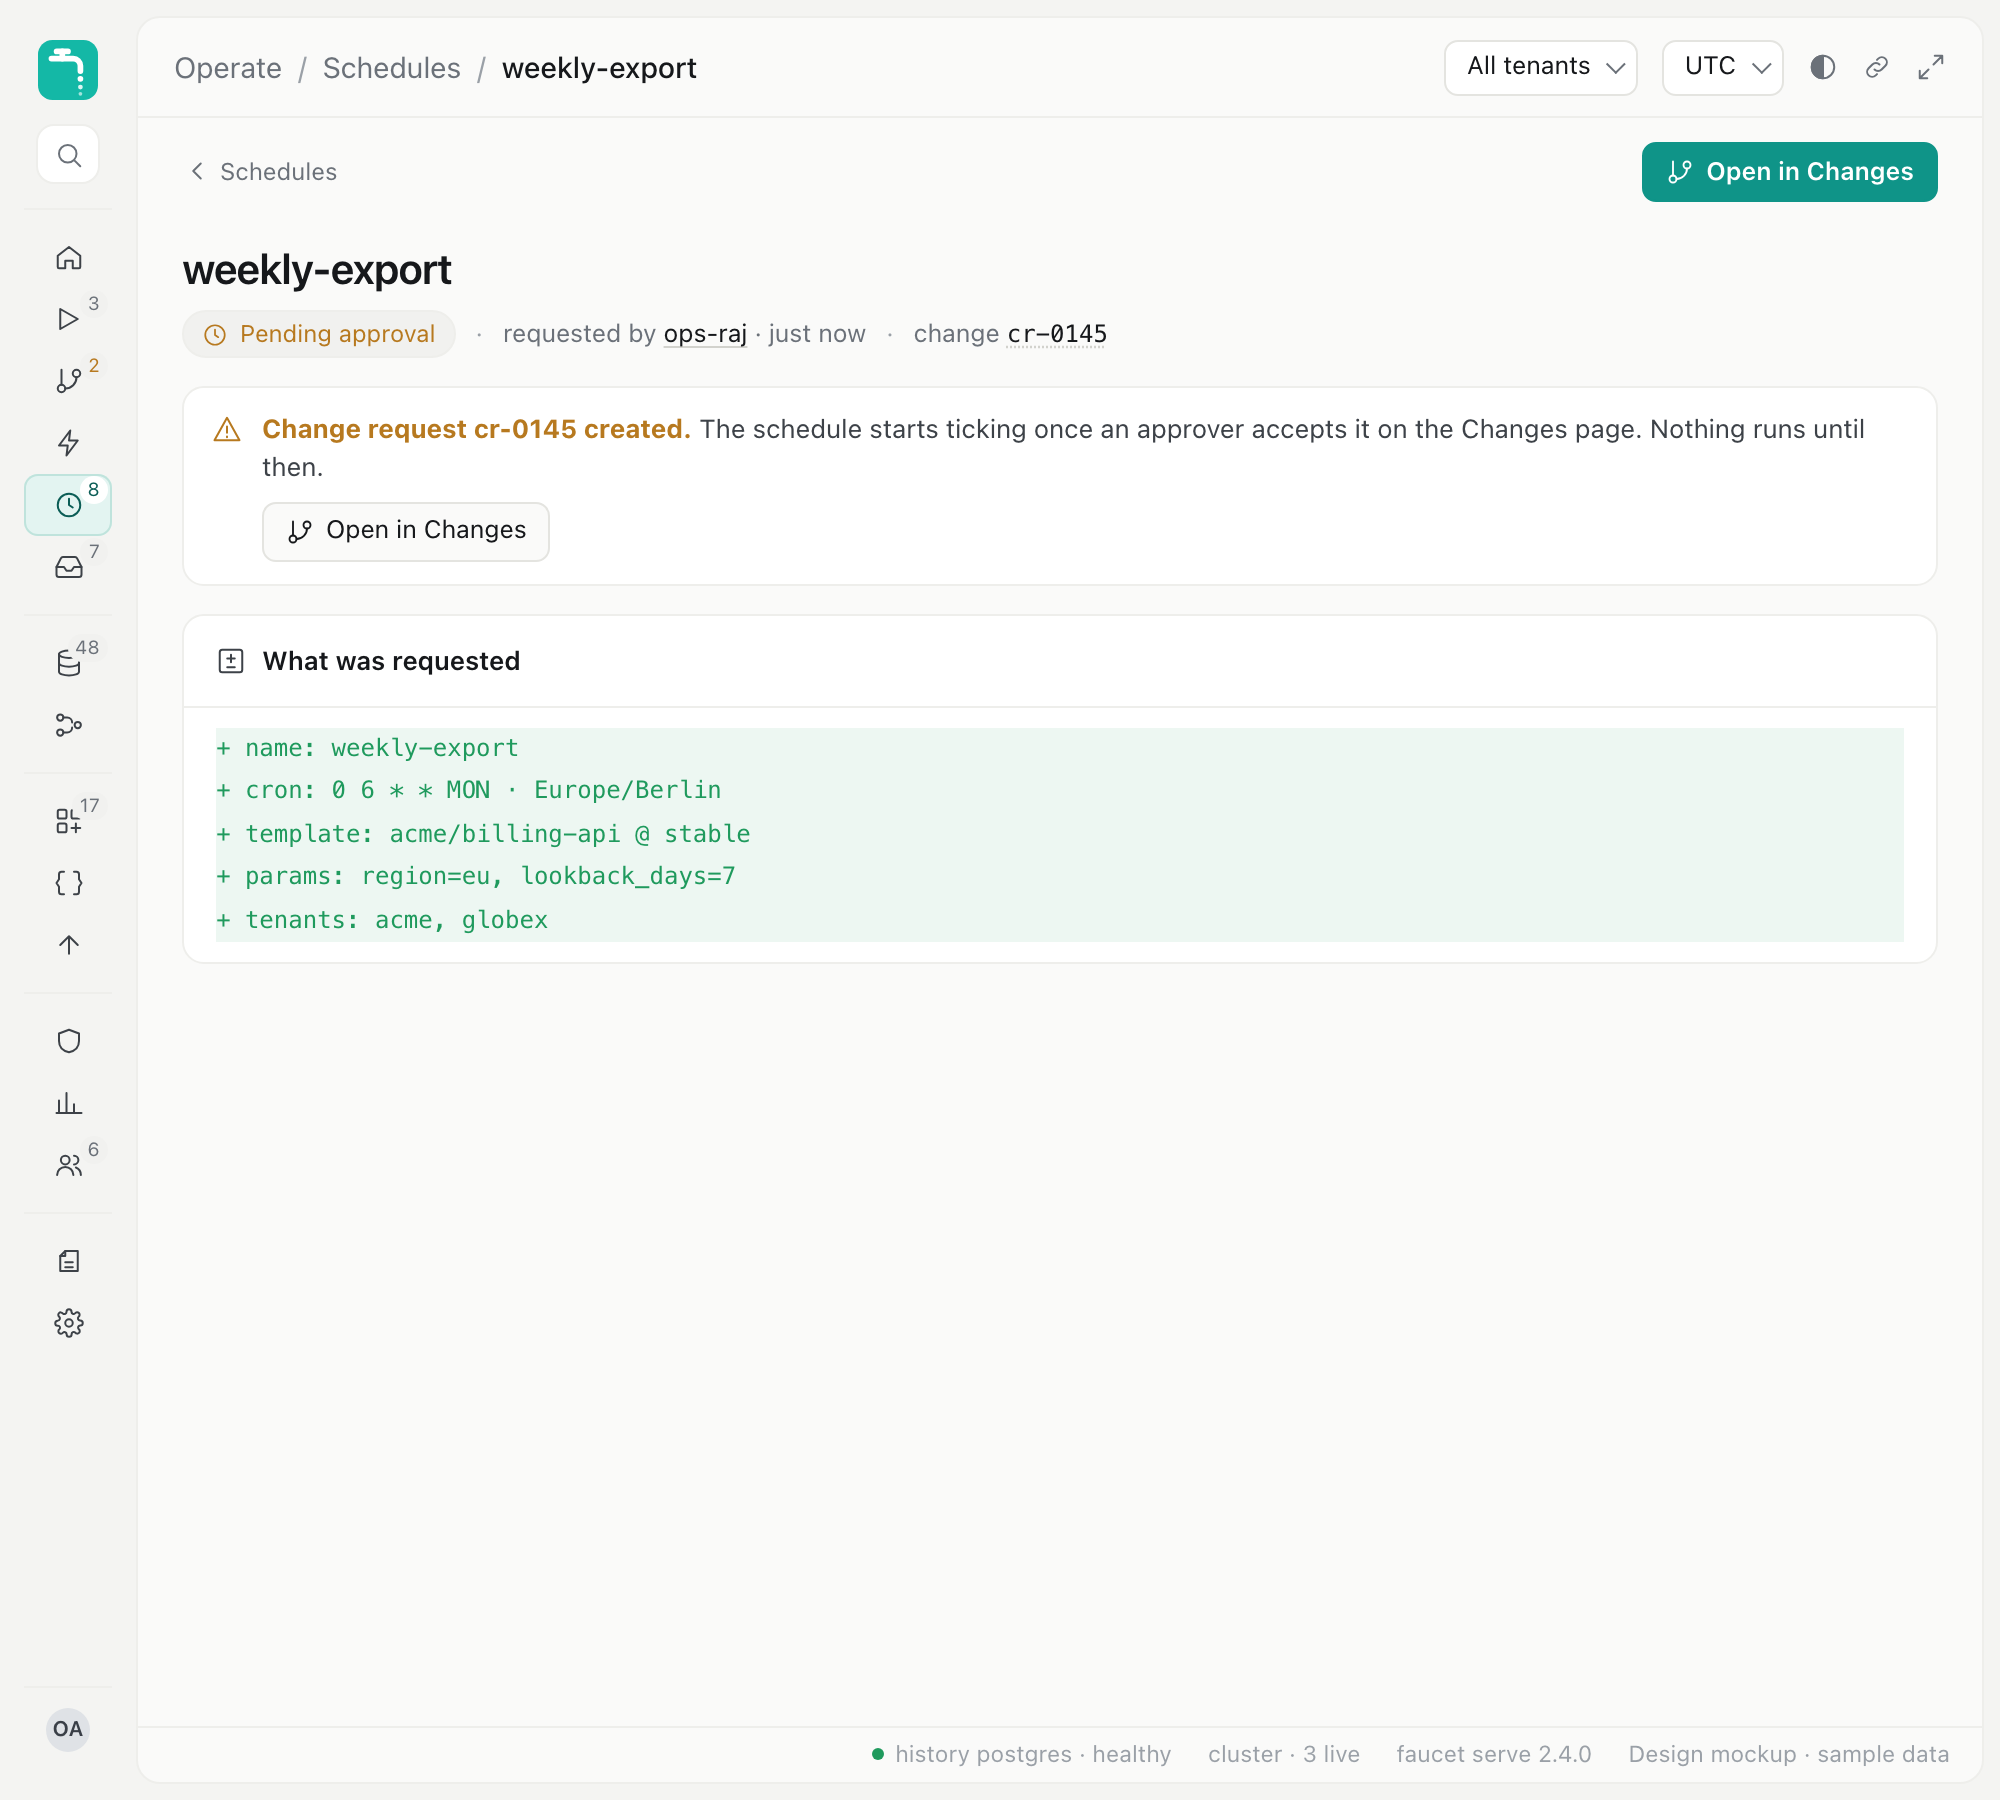 Operate / Schedules / weekly-export
All tenants
UTC
Schedules
Open in Changes
weekly-export
Pending approval · requested by ops-raj · just now · change cr-0145
Change request cr-0145 created. The schedule starts ticking once an approver accepts it on the Changes page. Nothing runs until
then.
Open in Changes
What was requested
+ name: weekly-export
+ cron: 0 6 * * MON · Europe/Berlin
+ template: acme/billing-api @ stable
+ params: region=eu, lookback_days=7
+ tenants: acme, globex
3
2
8
7
48
17
6
OA
history postgres · healthy
cluster · 3 live
faucet serve 2.4.0
Design mockup · sample data